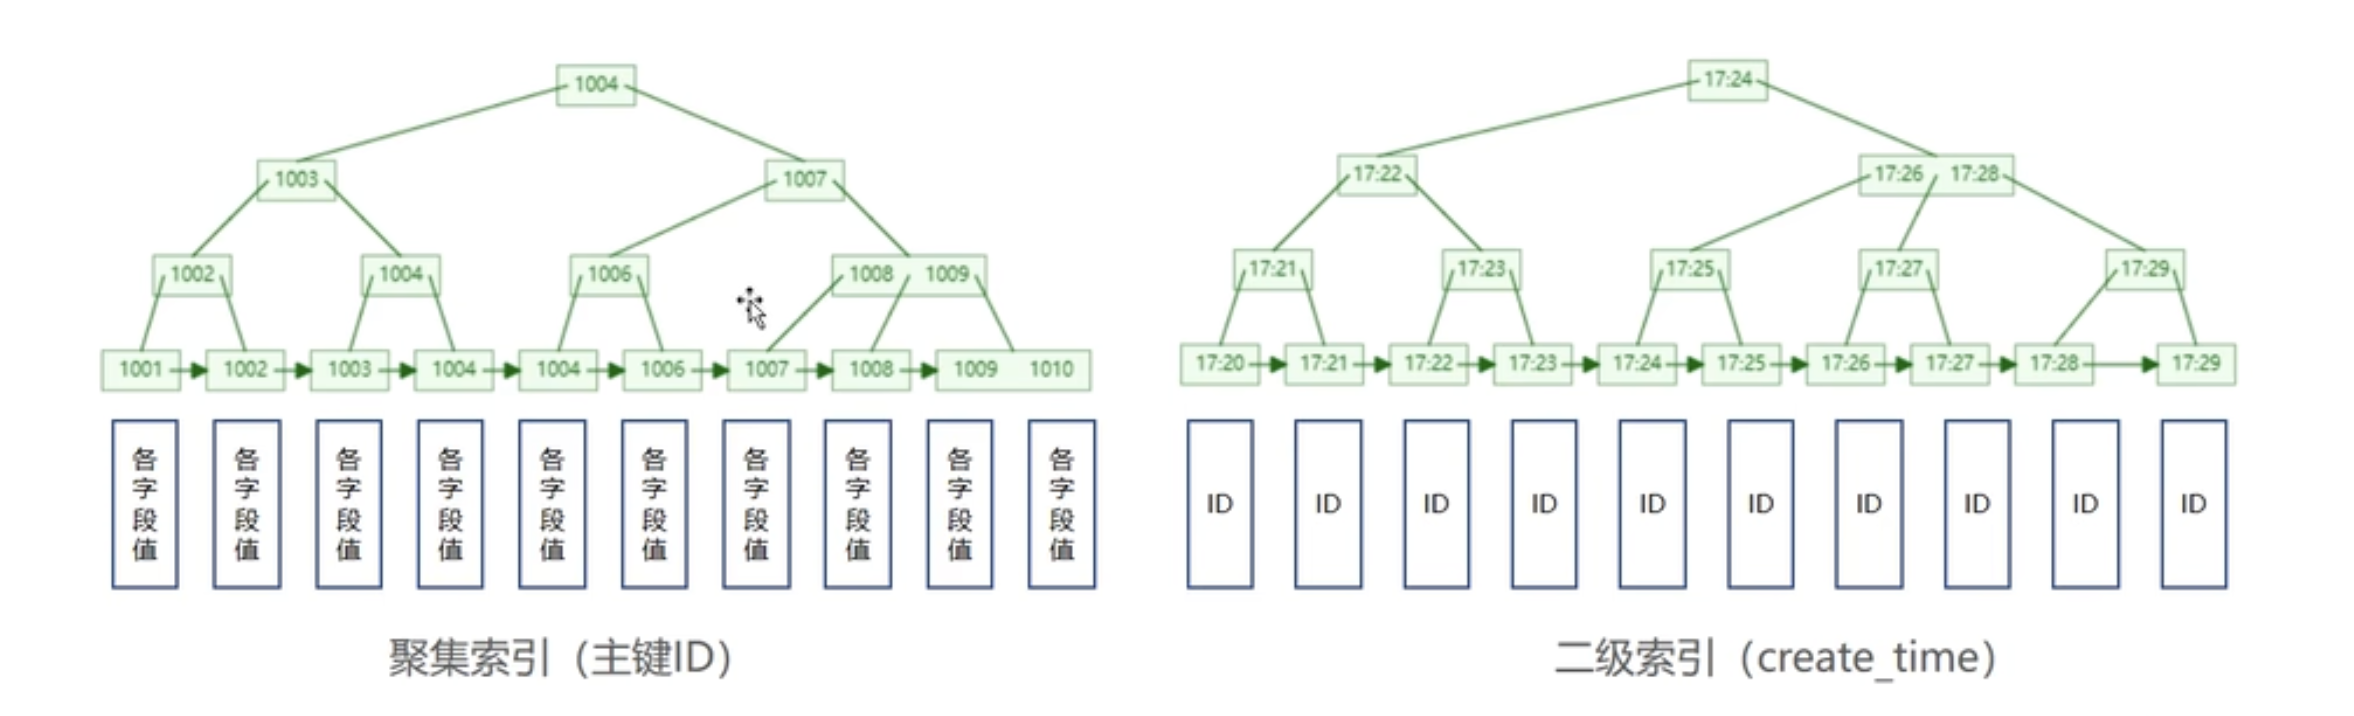 1004
1003
1007
1002
1004
1006
1008 1009
1001
1002
1003
1004
1004
1006
1007
1008
1009 1010
各字段值
各字段值
各字段值
各字段值
各字段值
各字段值
各字段值
各字段值
各字段值
各字段值
聚集索引（主键ID）
17:24
17:22
17:26 17:28
17:21
17:23
17:25
17:27
17:29
17:20
17:21
17:22
17:23
17:24
17:25
17:26
17:27
17:28
17:29
ID
ID
ID
ID
ID
ID
ID
ID
ID
ID
二级索引（create_time）